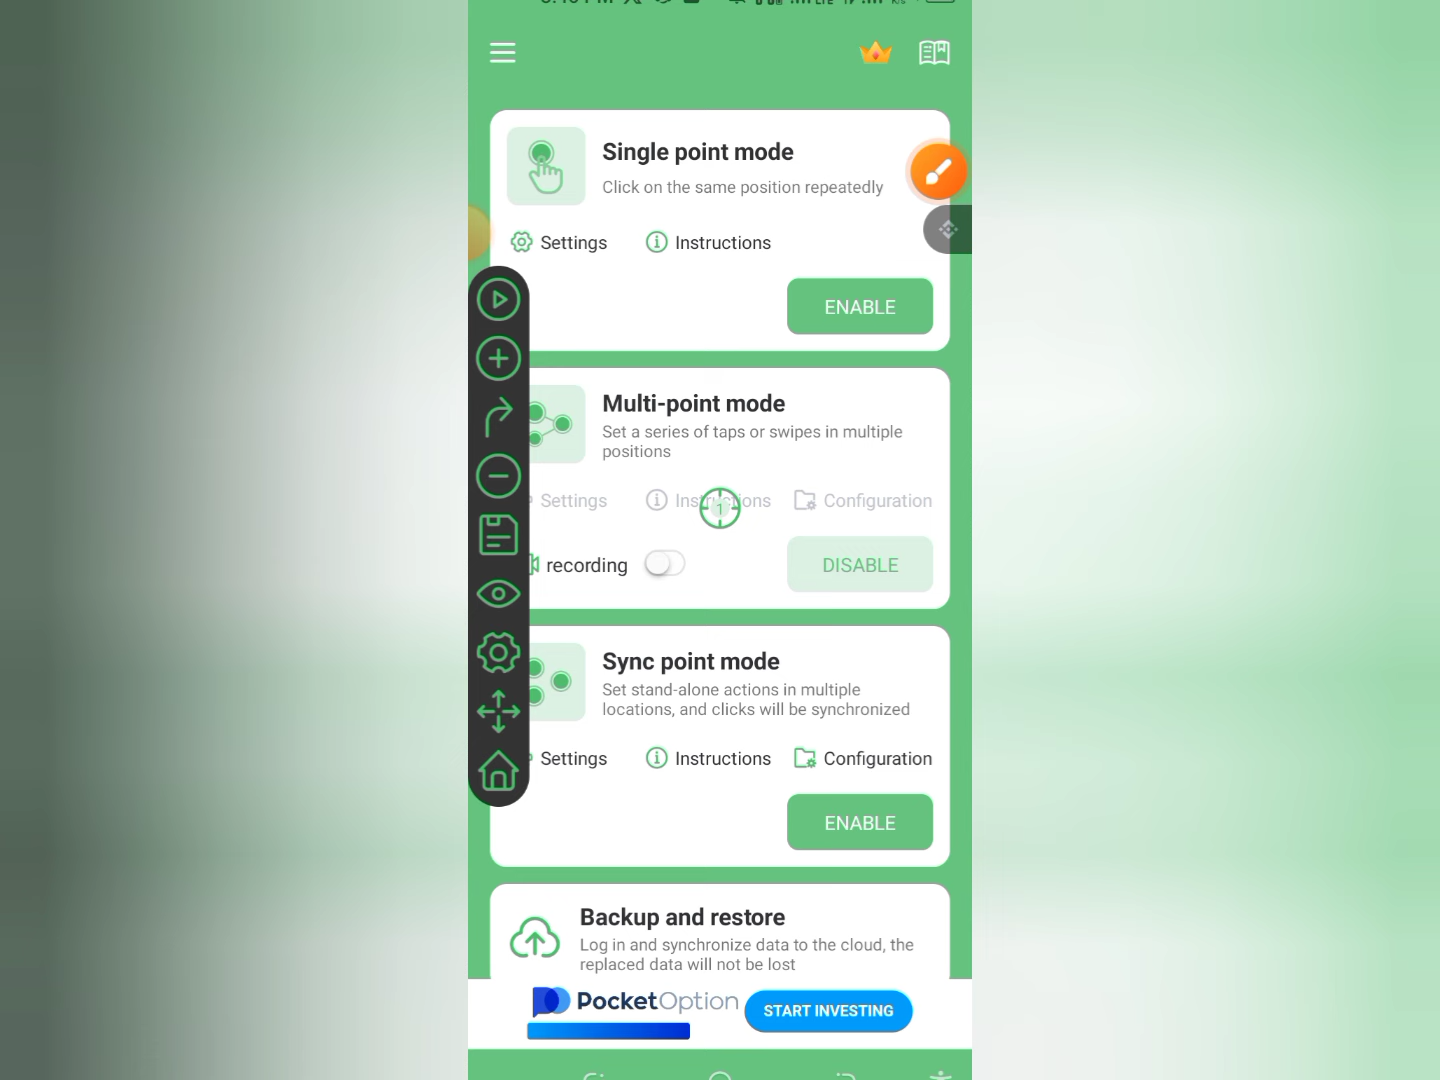 Single point mode
Click on the same position repeatedly
Settings
Instructions
ENABLE
Multi-point mode
Set a series of taps or swipes in multiple
positions
Settings
Instructions
Configuration
1
recording
DISABLE
Sync point mode
Set stand-alone actions in multiple
locations, and clicks will be synchronized
Settings
Instructions
Configuration
ENABLE
Backup and restore
Log in and synchronize data to the cloud, the
replaced data will not be lost
PocketOption
START INVESTING